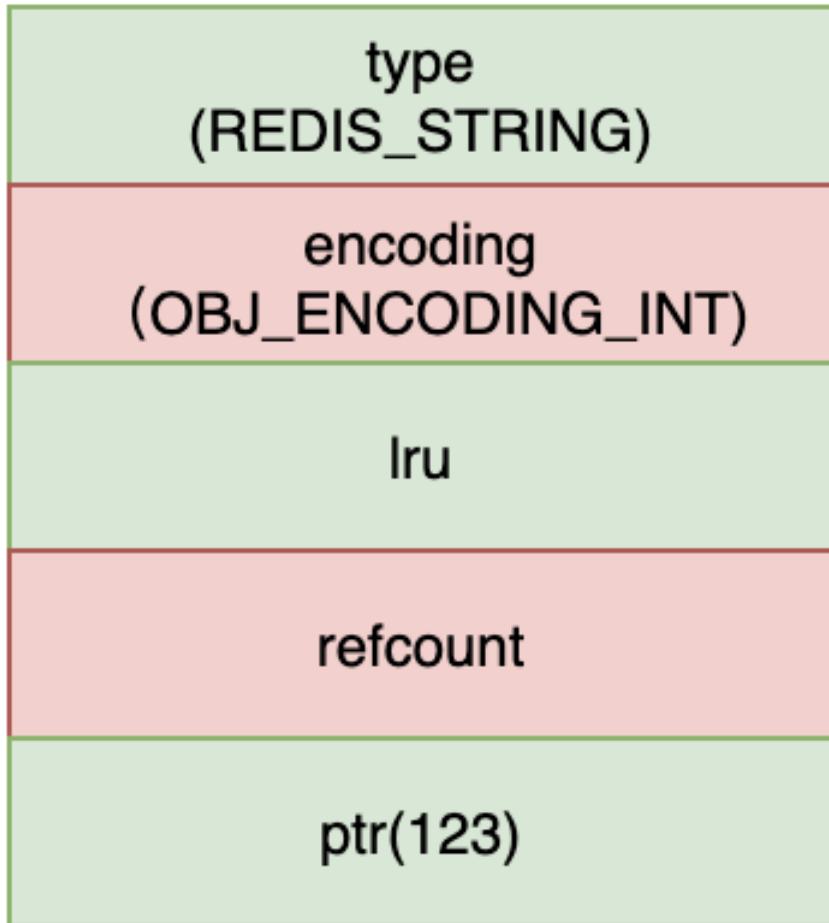 type
(REDIS_STRING)
encoding
(OBJ_ENCODING_INT)
lru
refcount
ptr(123)